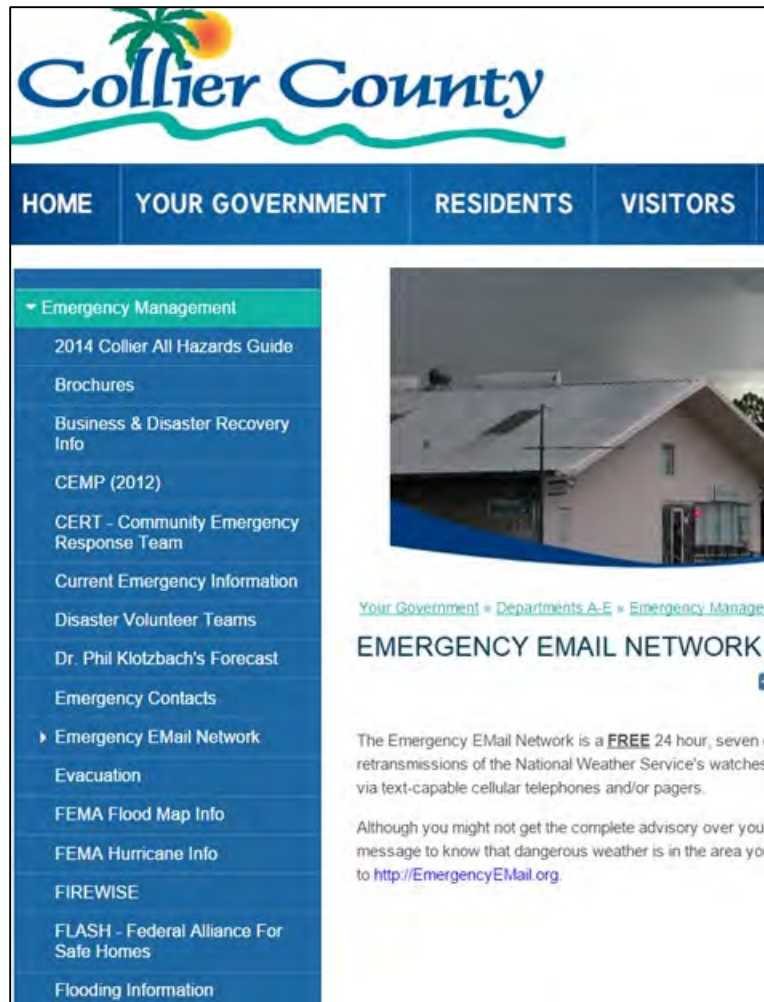 Collier County
HOME YOUR GOVERNMENT RESIDENTS VISITORS
Emergency Management
2014 Collier All Hazards Guide
Brochures
Business & Disaster Recovery
Info
CEMP (2012)
CERT - Community Emergency
Response Team
Current Emergency Information
Disaster Volunteer Teams
Dr. Phil Klotzbach's Forecast
Emergency Contacts
Emergency EMail Network
Evacuation
FEMA Flood Map Info
FEMA Hurricane Info
FIREWISE
FLASH - Federal Alliance For
Safe Homes
Flooding Information
Your Government » Departments A-E » Emergency Manage
EMERGENCY EMAIL NETWORK
The Emergency EMail Network is a FREE 24 hour, seven
retransmissions of the National Weather Service's watches
via text-capable cellular telephones and/or pagers.
Although you might not get the complete advisory over you
message to know that dangerous weather is in the area yo
to http://EmergencyEMail.org.